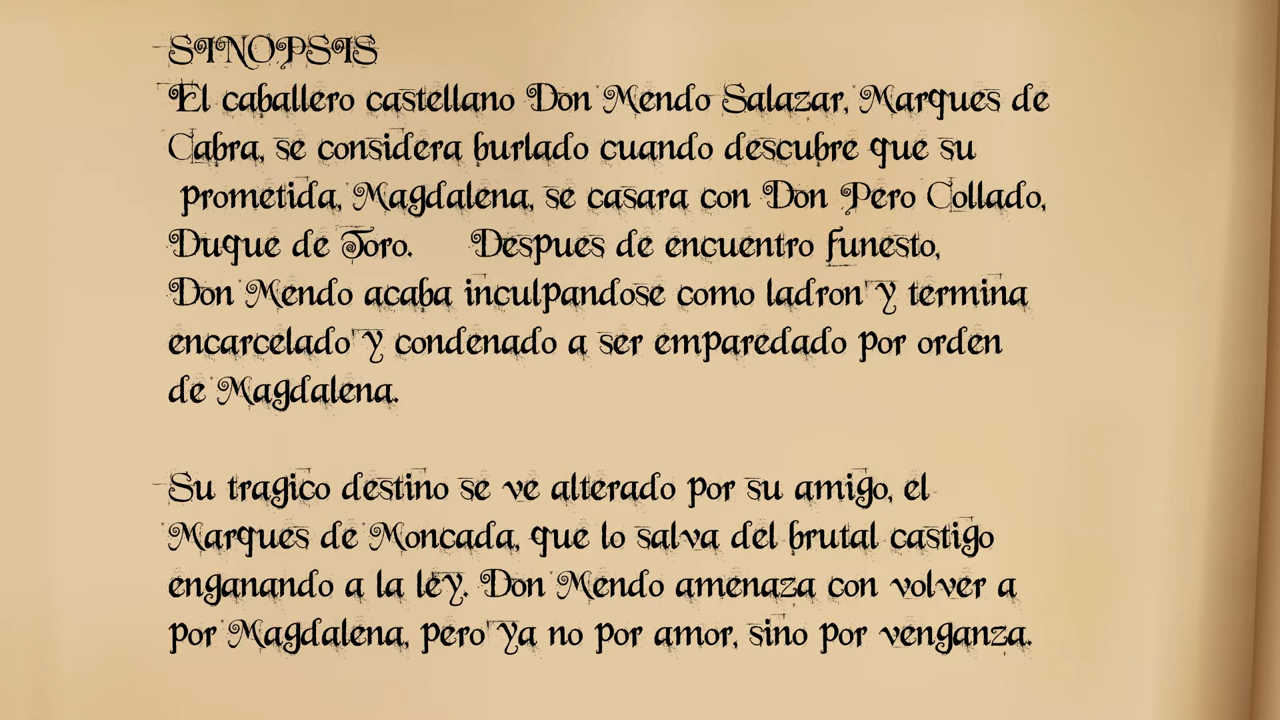 SINOPSIS
El caballero castellano Don Mendo Salazar, Marques de
Cabra, se considera burlado cuando descubre que su
prometida, Magdalena, se casara con Don Pero Collado,
Duque de Toro. Despues de encuentro funesto,
Don Mendo acaba inculpandose como ladron y termina
encarcelado y condenado a ser emparedado por orden
de Magdalena.
Su tragico destino se ve alterado por su amigo, el
Marques de Moncada, que lo salva del brutal castigo
enganando a la ley. Don Mendo amenaza con volver a
por Magdalena, pero ya no por amor, sino por venganza.